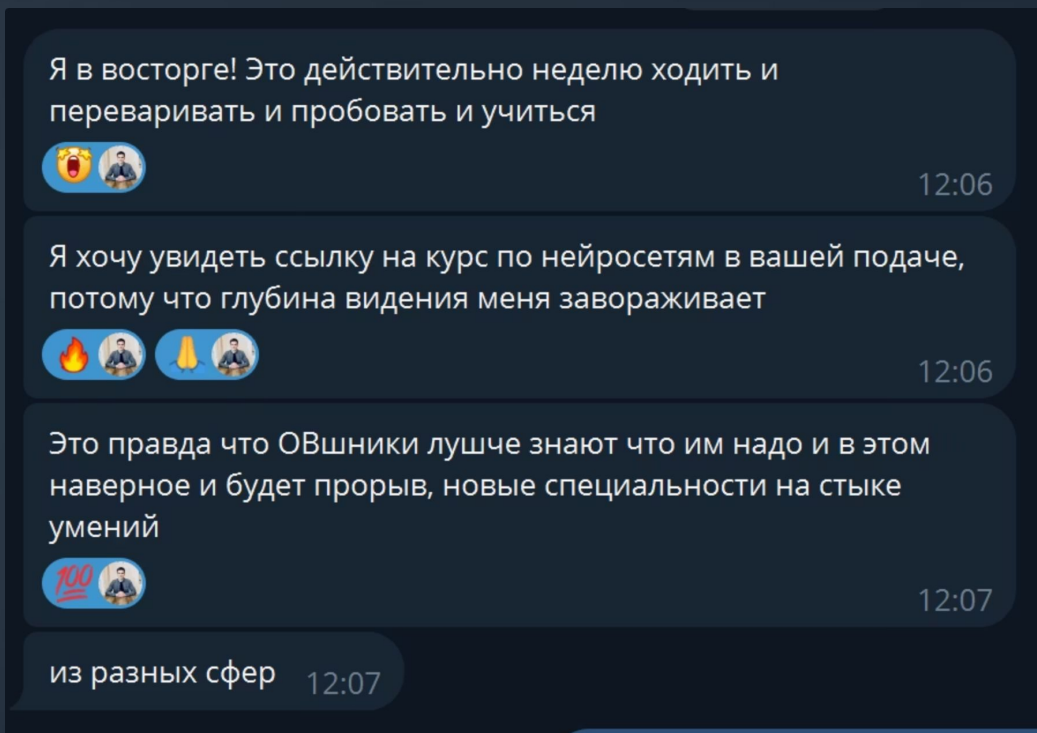 Я в восторге! Это действительно неделю ходить и
переваривать и пробовать и учиться
12:06
Я хочу увидеть ссылку на курс по нейросетям в вашей подаче,
потому что глубина видения меня завораживает
12:06
Это правда что ОВшники лушче знают что им надо и в этом
наверное и будет прорыв, новые специальности на стыке
умений
💯
12:07
из разных сфер 12:07